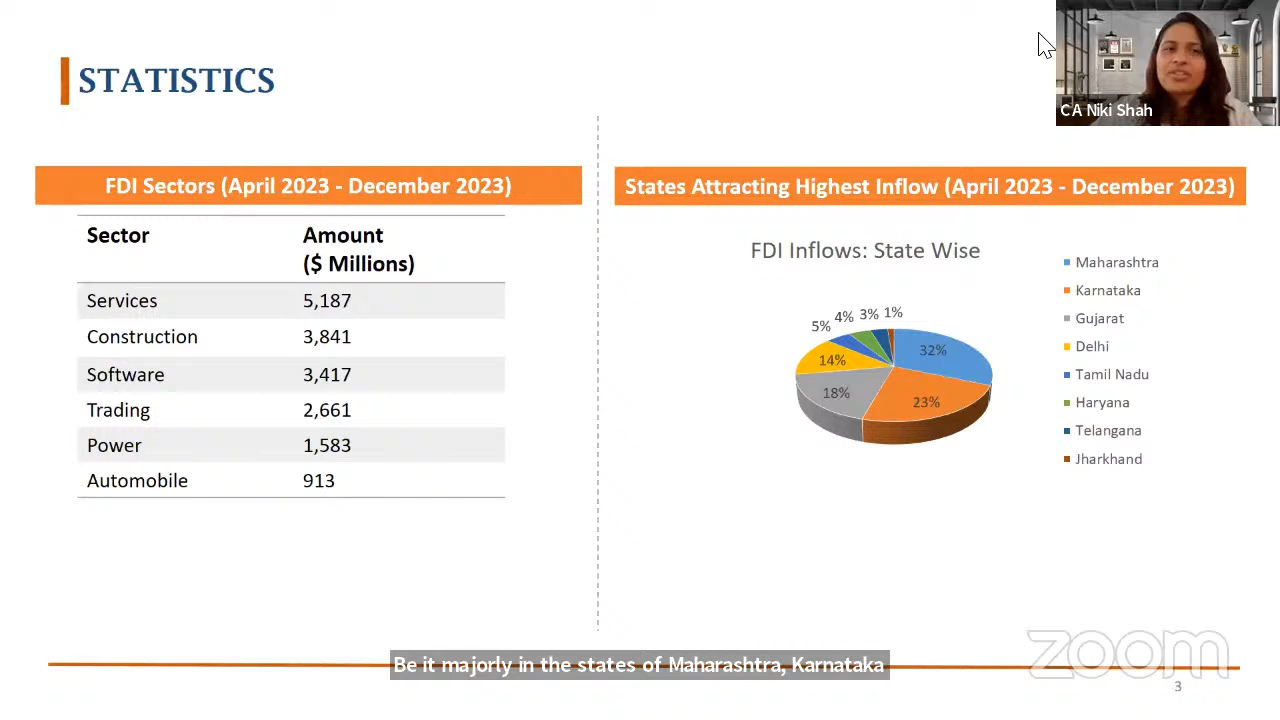 STATISTICS
CA Niki Shah
FDI Sectors (April 2023 - December 2023)
Sector Amount
($ Millions)
Services 5,187
Construction 3,841
Software 3,417
Trading 2,661
Power 1,583
Automobile 913
States Attracting Highest Inflow (April 2023 - December 2023)
FDI Inflows: State Wise
5% 4% 3% 1%
32%
14%
18%
23%
Maharashtra
Karnataka
Gujarat
Delhi
Tamil Nadu
Haryana
Telangana
Jharkhand
Be it majorly in the states of Maharashtra, Karnataka
zoom
3